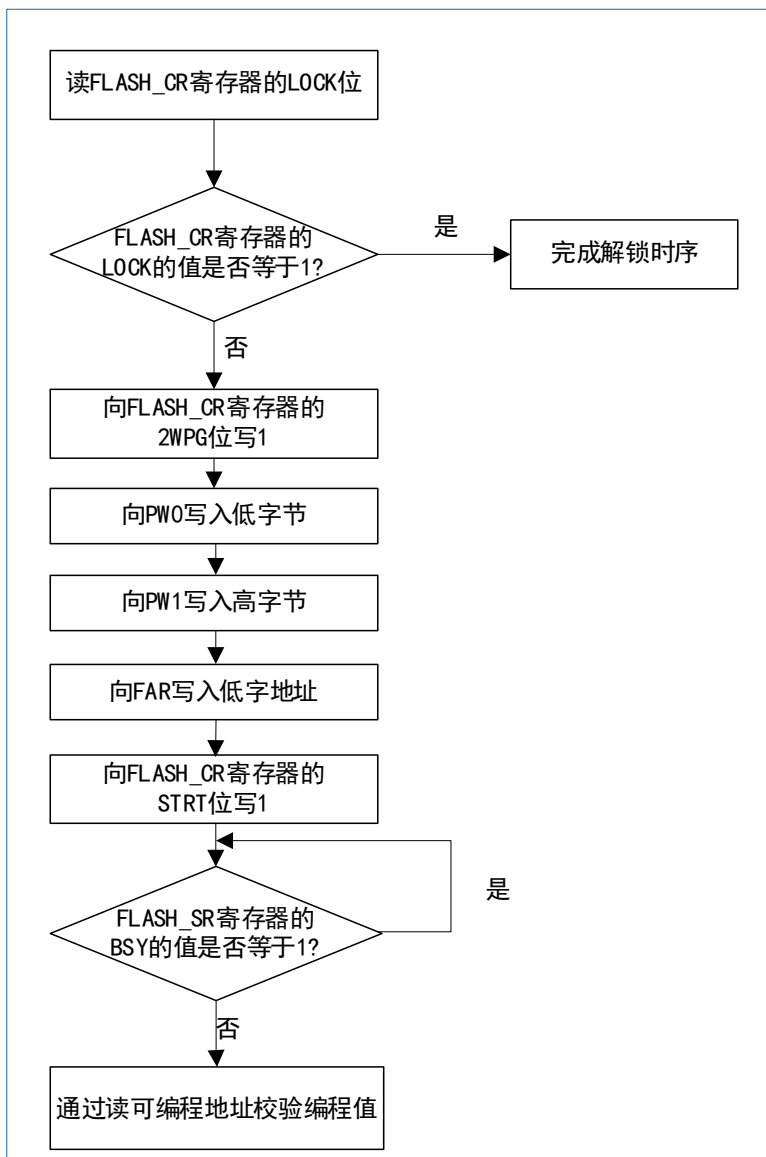 读FLASH_CR寄存器的LOCK位
FLASH_CR寄存器的
LOCK的值是否等于1?
是
完成解锁时序
否
向FLASH_CR寄存器的
2WPG位写1
向PW0写入低字节
向PW1写入高字节
向FAR写入低字地址
向FLASH_CR寄存器的
STRT位写1
FLASH_SR寄存器的
BSY的值是否等于1?
是
否
通过读可编程地址校验编程值